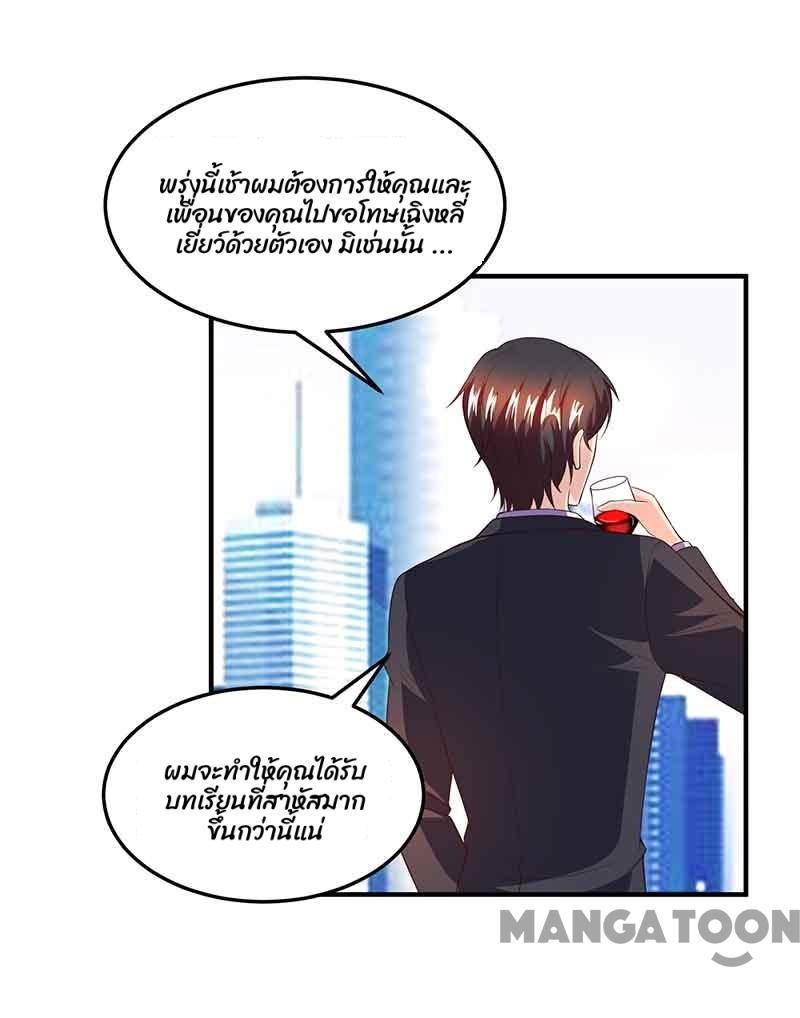 พรุ่งนี้เช้าผมต้องการให้คุณและ
เพื่อนของคุณไปขอโทษเฉิงหลี่
เยี่ยว์ด้วยตัวเอง มิเช่นนั้น ...
ผมจะทำให้คุณได้รับ
บทเรียนที่สาหัสมาก
ขึ้นกว่านี้แน่
MANGATOON